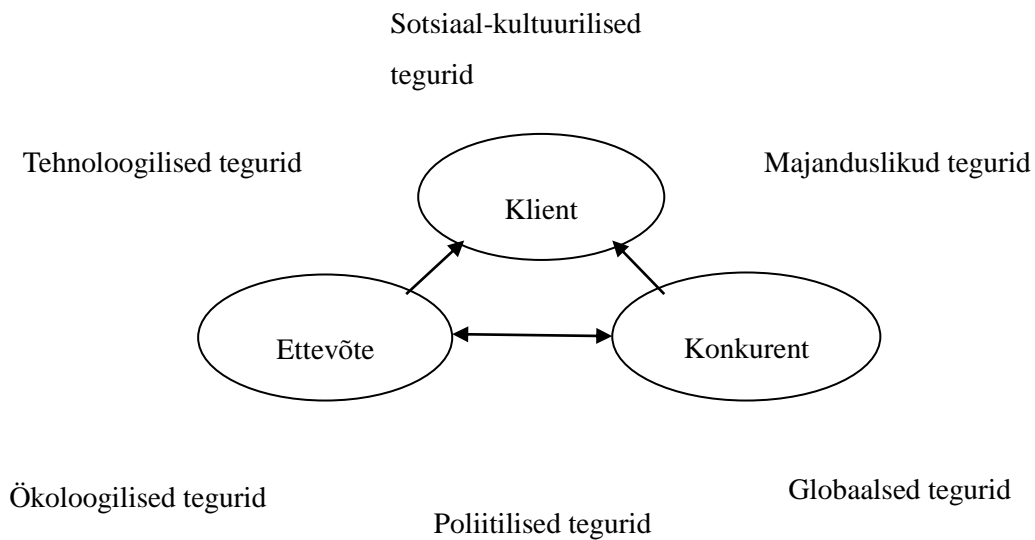 Sotsiaal-kultuurilised
tegurid
Tehnoloogilised tegurid
Majanduslikud tegurid
Klient
Ettevõte
Konkurent
Ökoloogilised tegurid
Globaalsed tegurid
Poliitilised tegurid